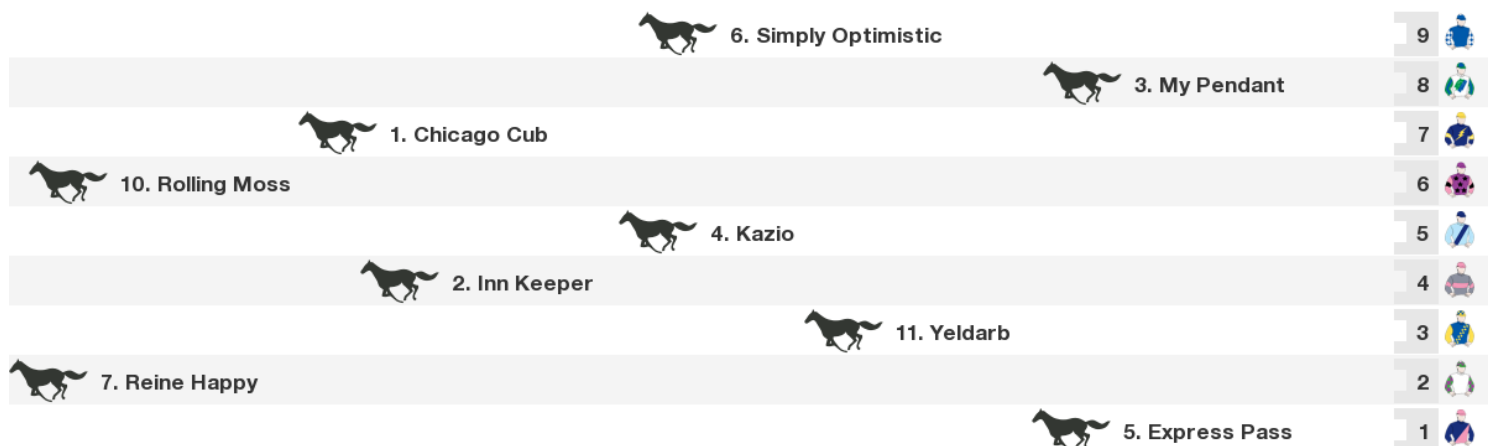 6. Simply Optimistic 9
3. My Pendant 8
1. Chicago Cub 7
10. Rolling Moss 6
4. Kazio 5
2. Inn Keeper 4
11. Yeldarb 3
7. Reine Happy 2
5. Express Pass 1